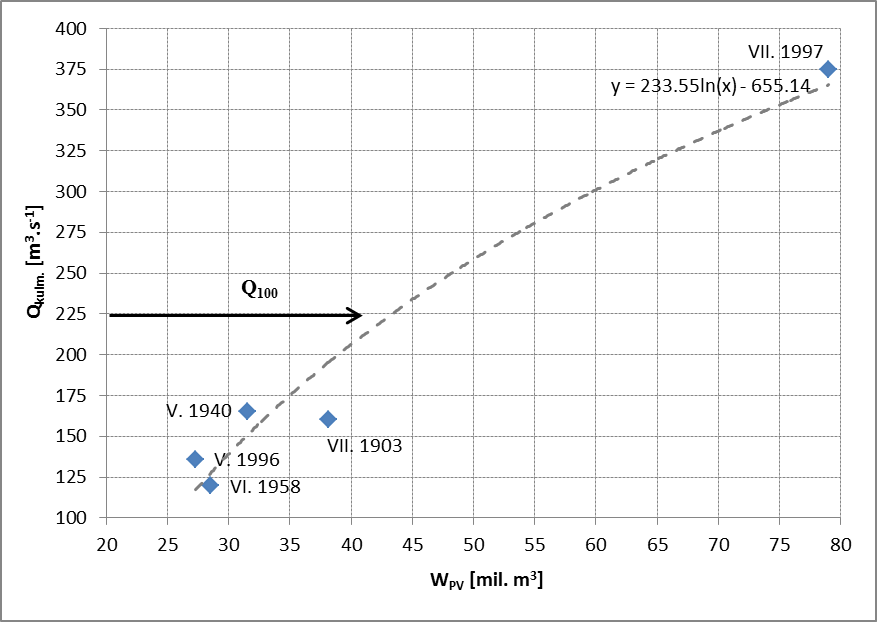 400
375
350
325
300
275
250
225
200
175
150
125
100
Qkulm. [m³.s⁻¹]
VII. 1997
y = 233.55ln(x) - 655.14
Q100
V. 1940
VII. 1903
V. 1996
VI. 1958
20 25 30 35 40 45 50 55 60 65 70 75 80
WPV [mil. m³]